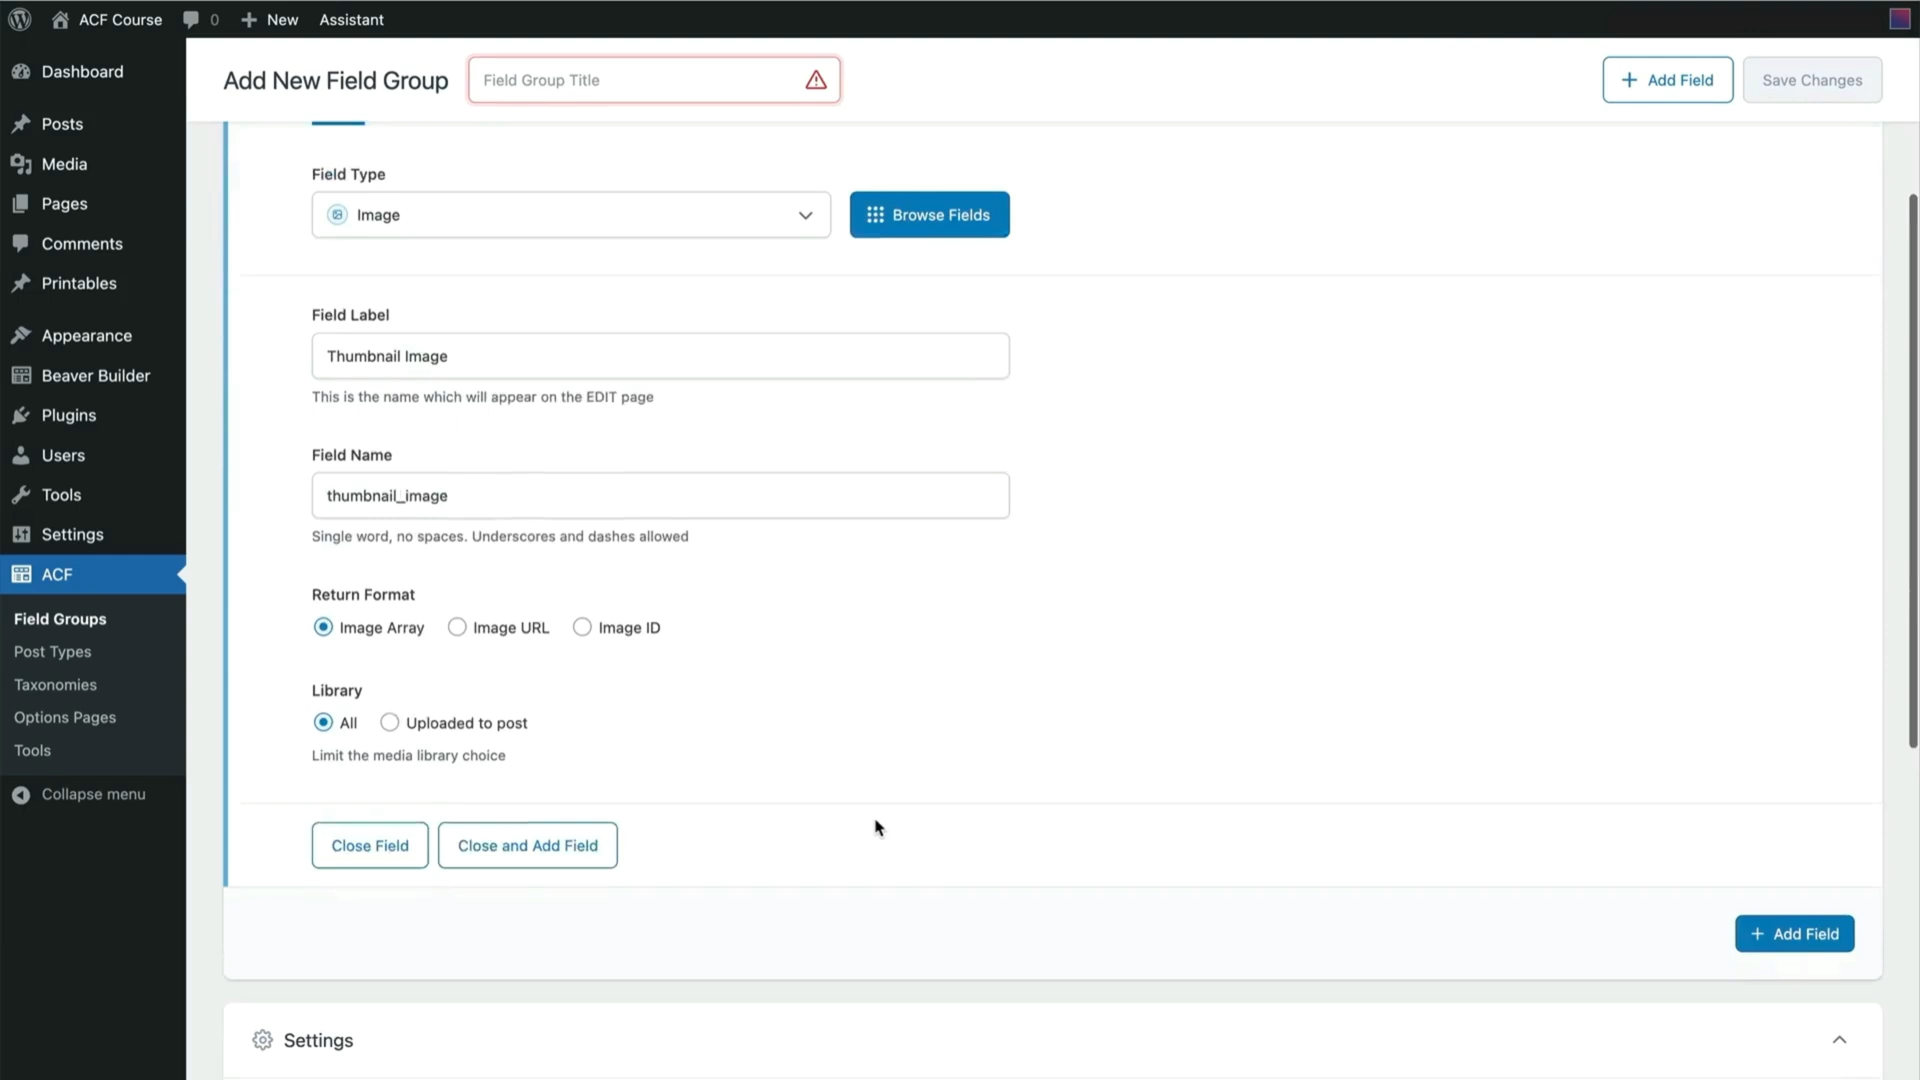 ACF Course
0
New
Assistant
Dashboard
Posts
Media
Pages
Comments
Printables
Appearance
Beaver Builder
Plugins
Users
Tools
Settings
ACF
Field Groups
Post Types
Taxonomies
Options Pages
Tools
Collapse menu
Add New Field Group
Field Group Title
+ Add Field
Save Changes
Field Type
Image
Browse Fields
Field Label
Thumbnail Image
This is the name which will appear on the EDIT page
Field Name
thumbnail_image
Single word, no spaces. Underscores and dashes allowed
Return Format
Image Array
Image URL
Image ID
Library
All
Uploaded to post
Limit the media library choice
Close Field
Close and Add Field
+ Add Field
Settings